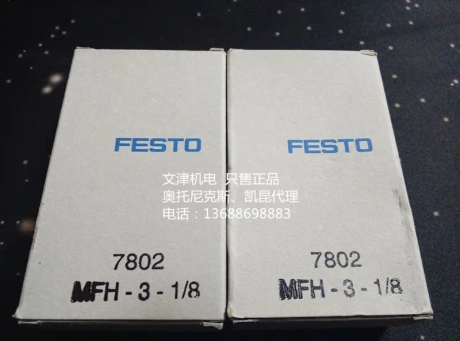 FESTO
FESTO
文津机电 只售正品
奥托尼克斯、凯昆代理
电话：13688698883
7802
MFH - 3 - 1/8
7802
MFH - 3 - 1/8